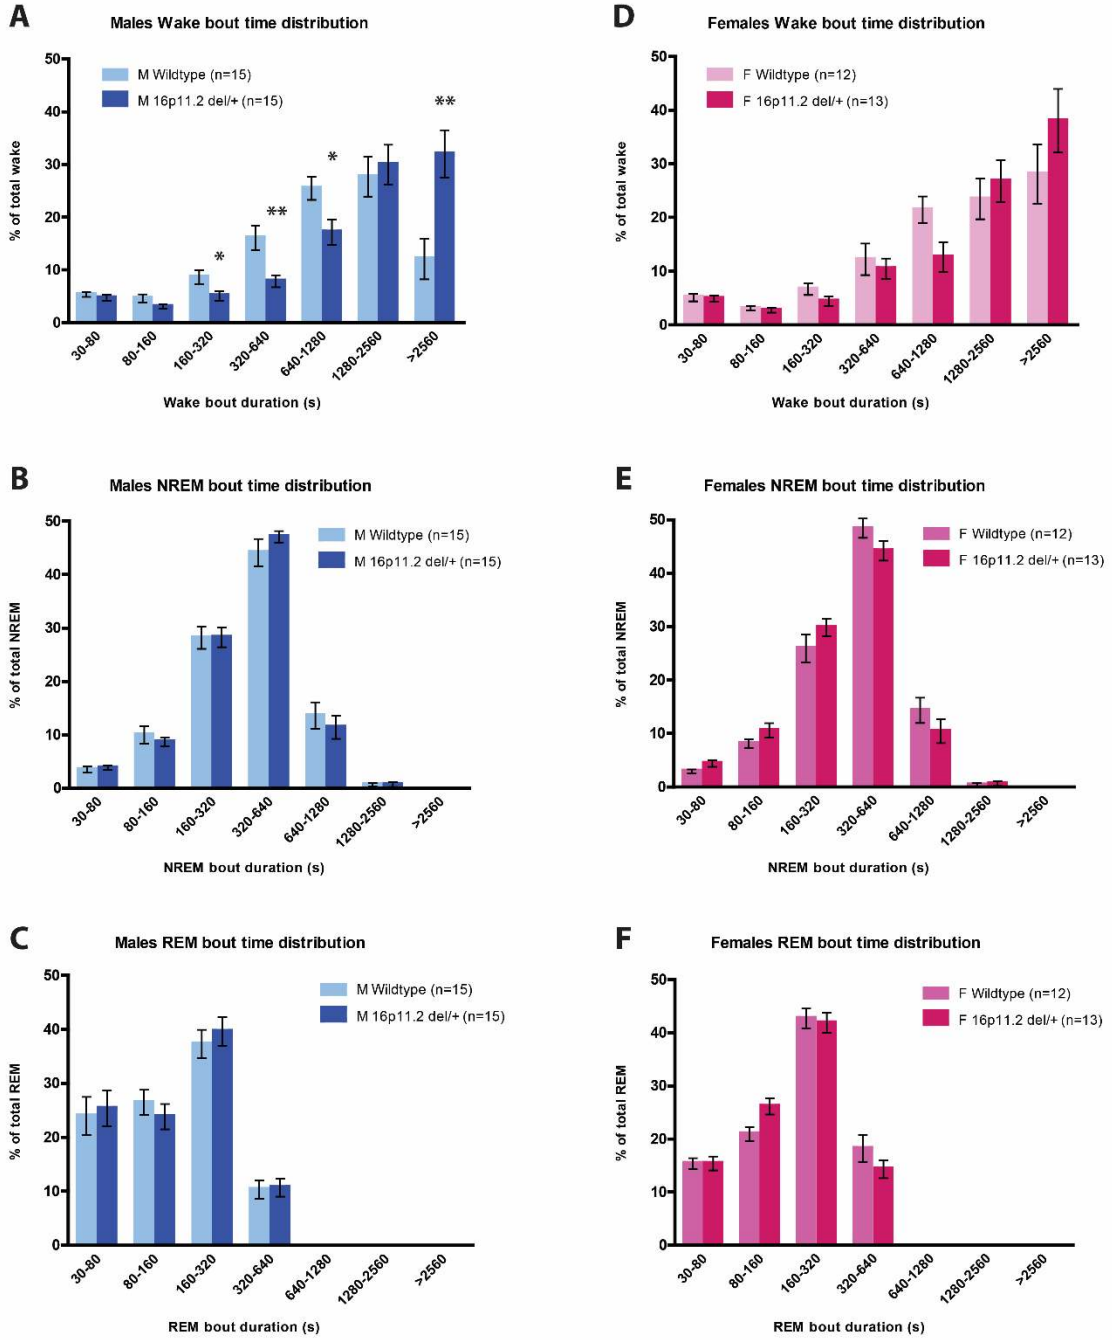 A
Males Wake bout time distribution
M Wildtype (n=15)
M 16p11.2 del/+ (n=15)
% of total wake
50
40
30
20
10
0
*
**
*
**
30-80
80-160
160-320
320-640
640-1280
1280-2560
>2560
Wake bout duration (s)
D
Females Wake bout time distribution
F Wildtype (n=12)
F 16p11.2 del/+ (n=13)
% of total wake
50
40
30
20
10
0
30-80
80-160
160-320
320-640
640-1280
1280-2560
>2560
Wake bout duration (s)
B
Males NREM bout time distribution
M Wildtype (n=15)
M 16p11.2 del/+ (n=15)
% of total NREM
50
40
30
20
10
0
30-80
80-160
160-320
320-640
640-1280
1280-2560
>2560
NREM bout duration (s)
E
Females NREM bout time distribution
F Wildtype (n=12)
F 16p11.2 del/+ (n=13)
% of total NREM
50
40
30
20
10
0
30-80
80-160
160-320
320-640
640-1280
1280-2560
>2560
NREM bout duration (s)
C
Males REM bout time distribution
M Wildtype (n=15)
M 16p11.2 del/+ (n=15)
% of total REM
50
40
30
20
10
0
30-80
80-160
160-320
320-640
640-1280
1280-2560
>2560
REM bout duration (s)
F
Females REM bout time distribution
F Wildtype (n=12)
F 16p11.2 del/+ (n=13)
% of total REM
50
40
30
20
10
0
30-80
80-160
160-320
320-640
640-1280
1280-2560
>2560
REM bout duration (s)